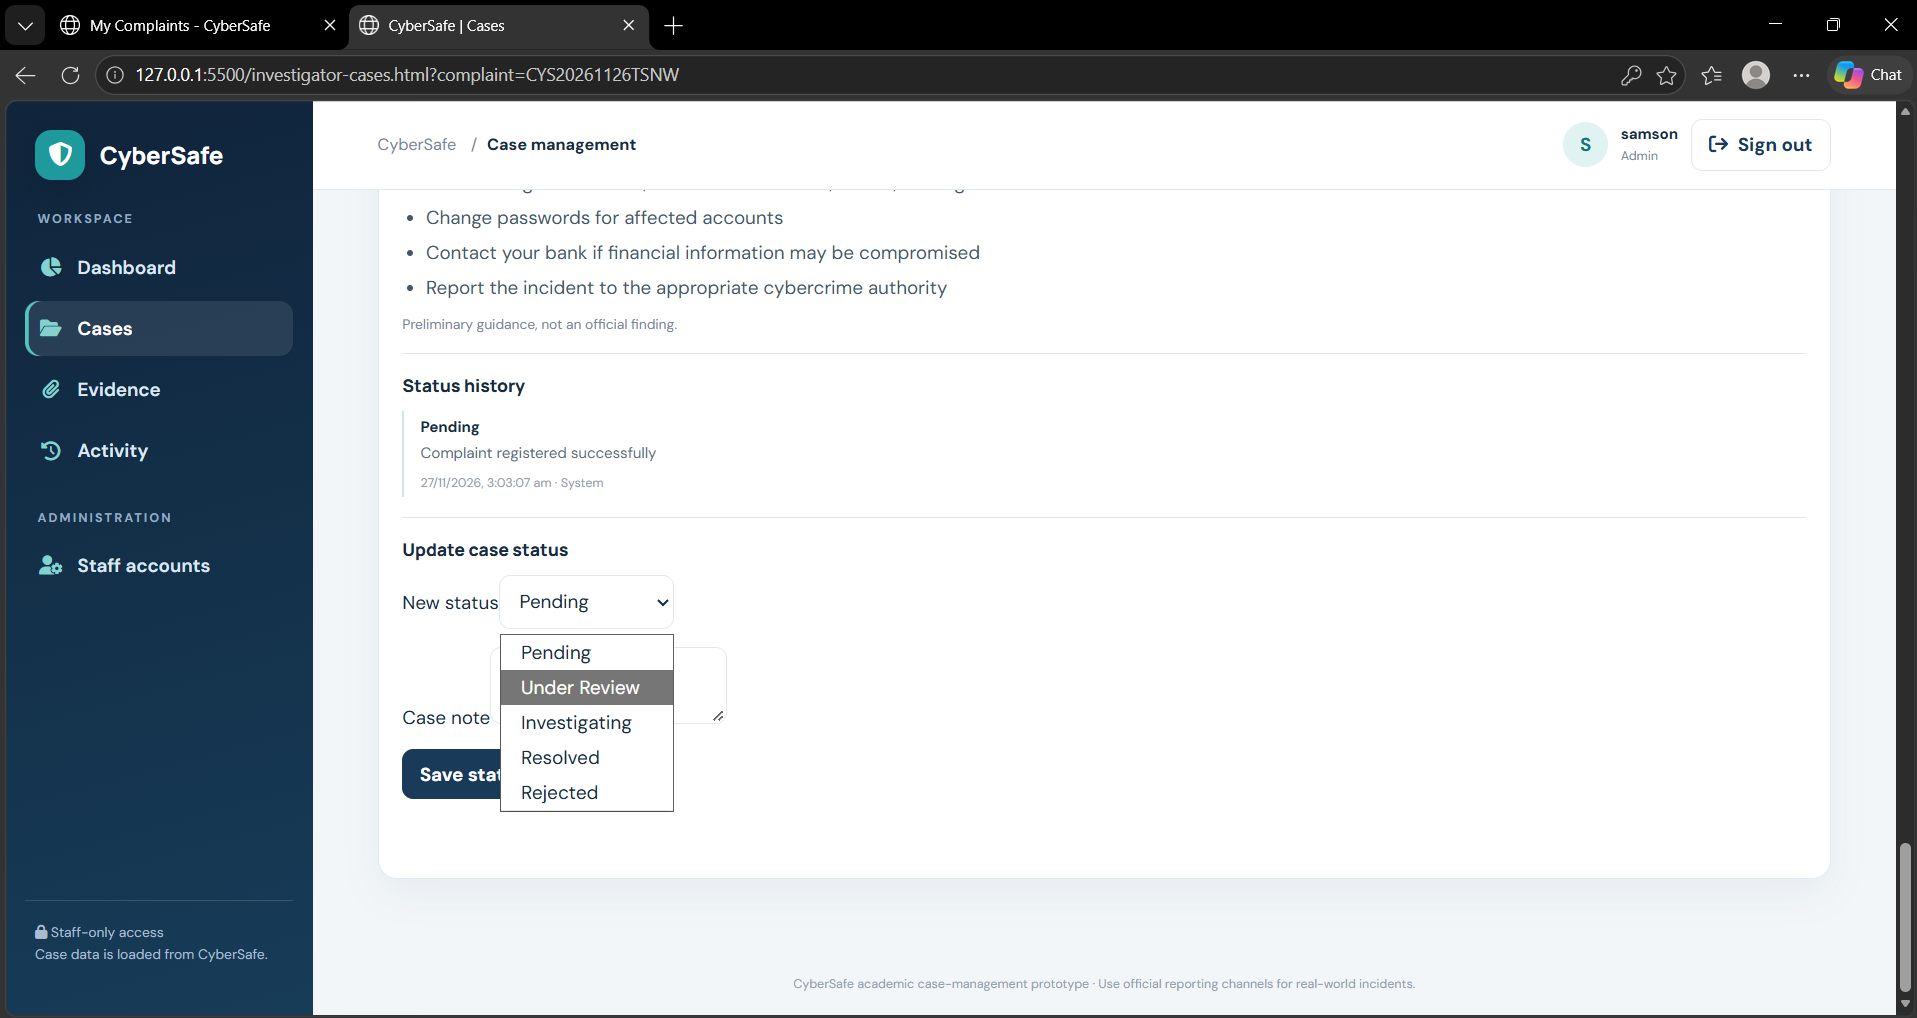 My Complaints - CyberSafe
CyberSafe | Cases
127.0.0.1:5500/investigator-cases.html?complaint=CYS20261126TSNW
Chat
CyberSafe
CyberSafe / Case management
S
samson
Admin
Sign out
WORKSPACE
Dashboard
Cases
Evidence
Activity
ADMINISTRATION
Staff accounts
Staff-only access
Case data is loaded from CyberSafe.
• Change passwords for affected accounts
• Contact your bank if financial information may be compromised
• Report the incident to the appropriate cybercrime authority
Preliminary guidance, not an official finding.
Status history
Pending
Complaint registered successfully
27/11/2026, 3:03:07 am · System
Update case status
New status
Pending
Pending
Under Review
Investigating
Resolved
Rejected
Case note
Save
CyberSafe academic case-management prototype · Use official reporting channels for real-world incidents.